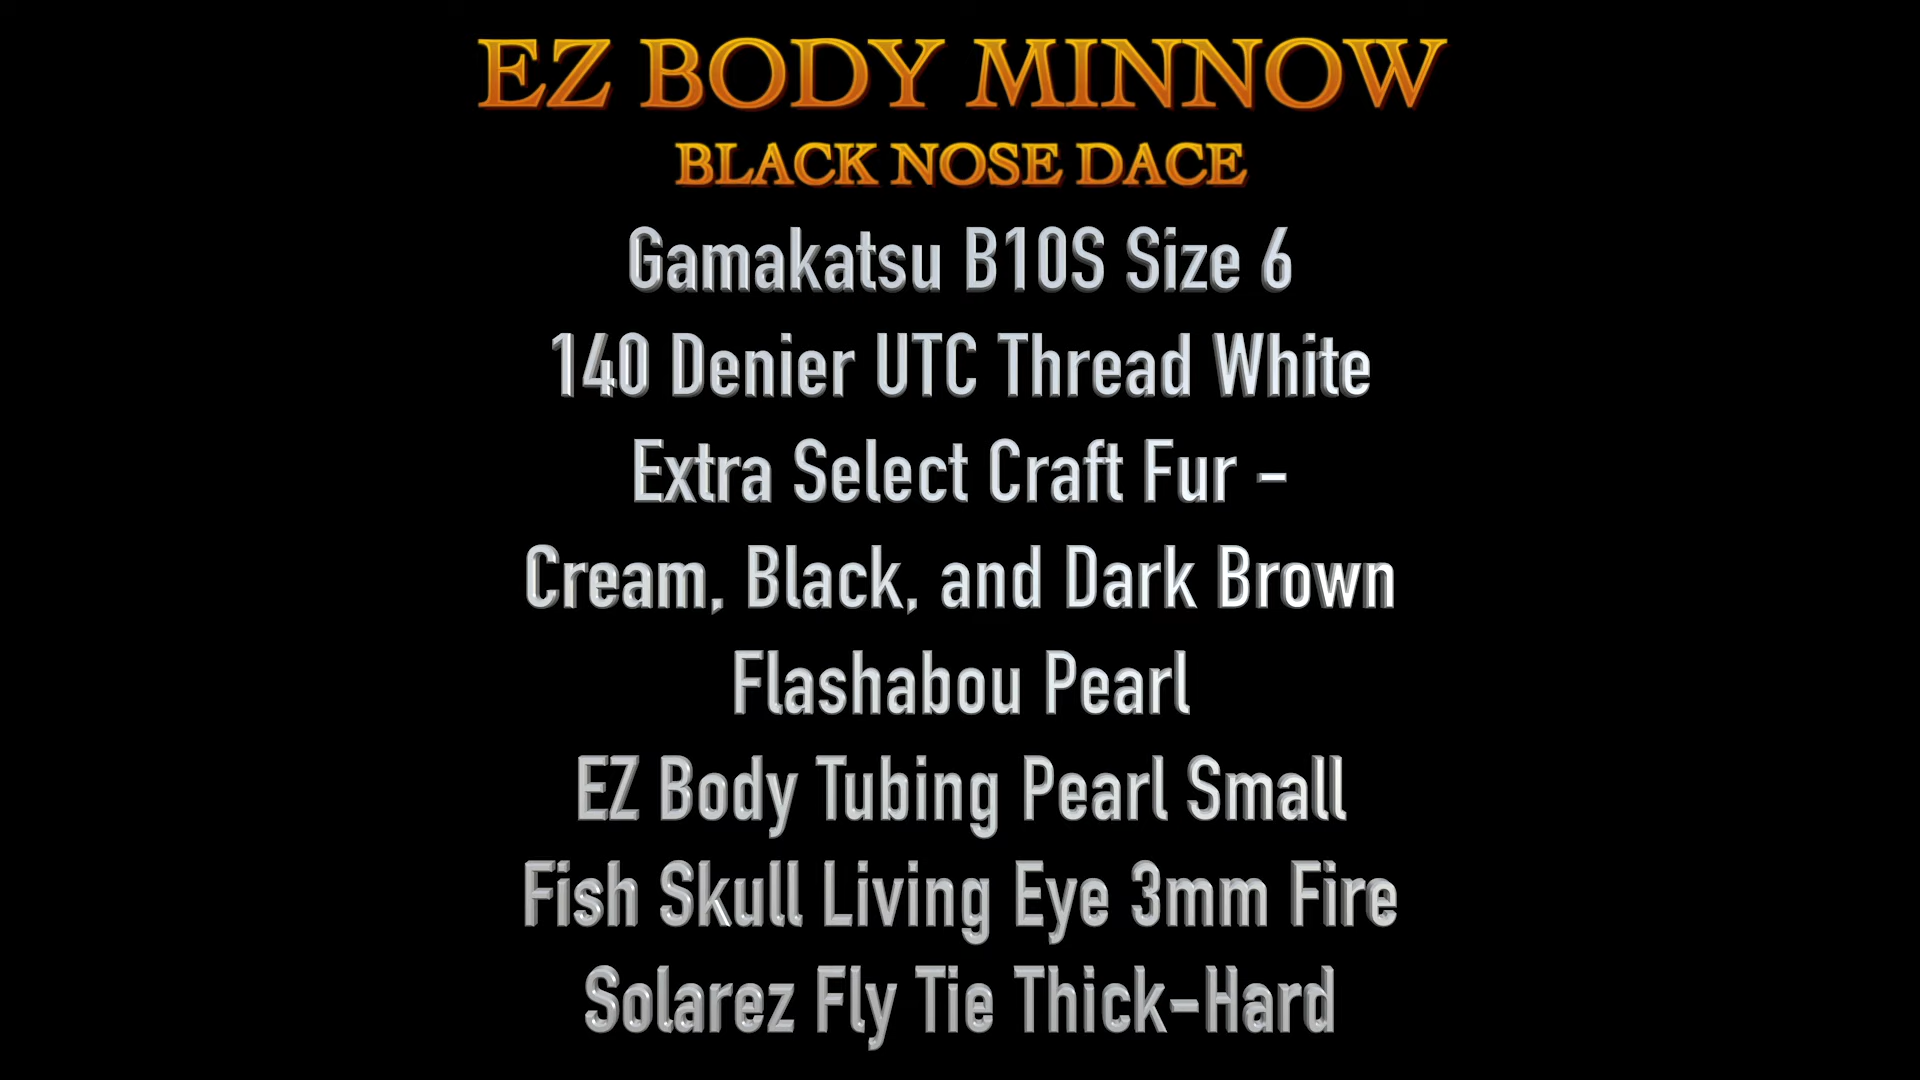 EZ BODY MINNOW
BLACK NOSE DACE
Gamakatsu B10S Size 6
140 Denier UTC Thread White
Extra Select Craft Fur -
Cream, Black, and Dark Brown
Flashabou Pearl
EZ Body Tubing Pearl Small
Fish Skull Living Eye 3mm Fire
Solarez Fly Tie Thick-Hard